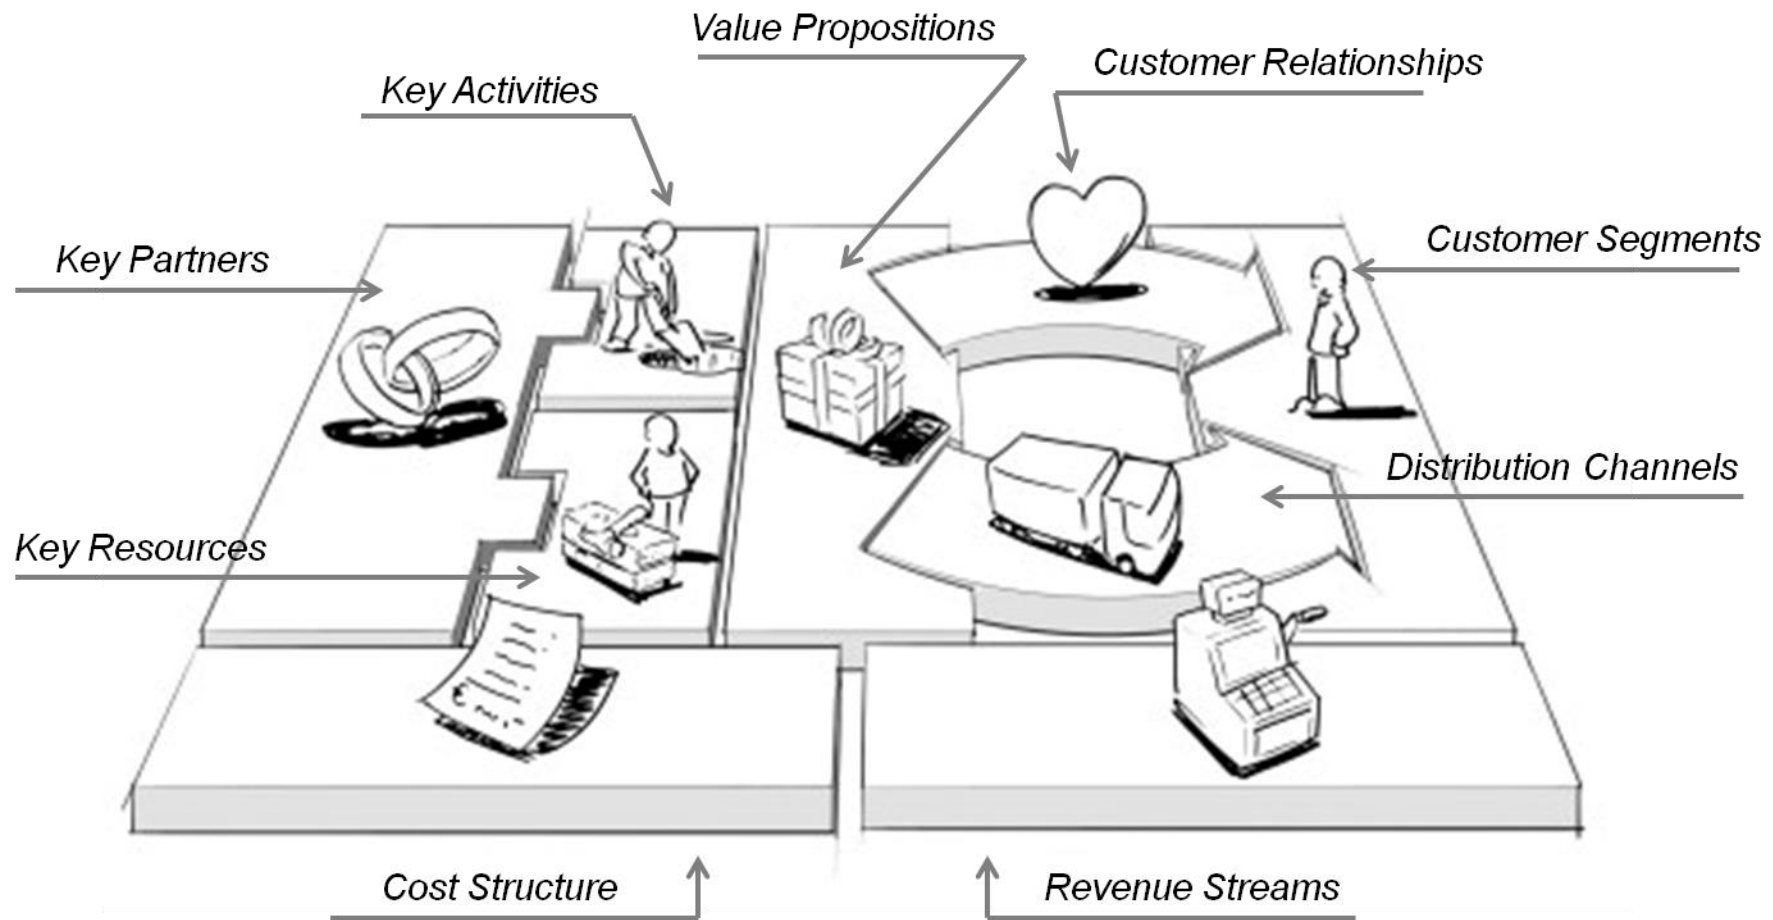 Value Propositions
Customer Relationships
Key Activities
Customer Segments
Key Partners
Distribution Channels
Key Resources
Cost Structure
Revenue Streams